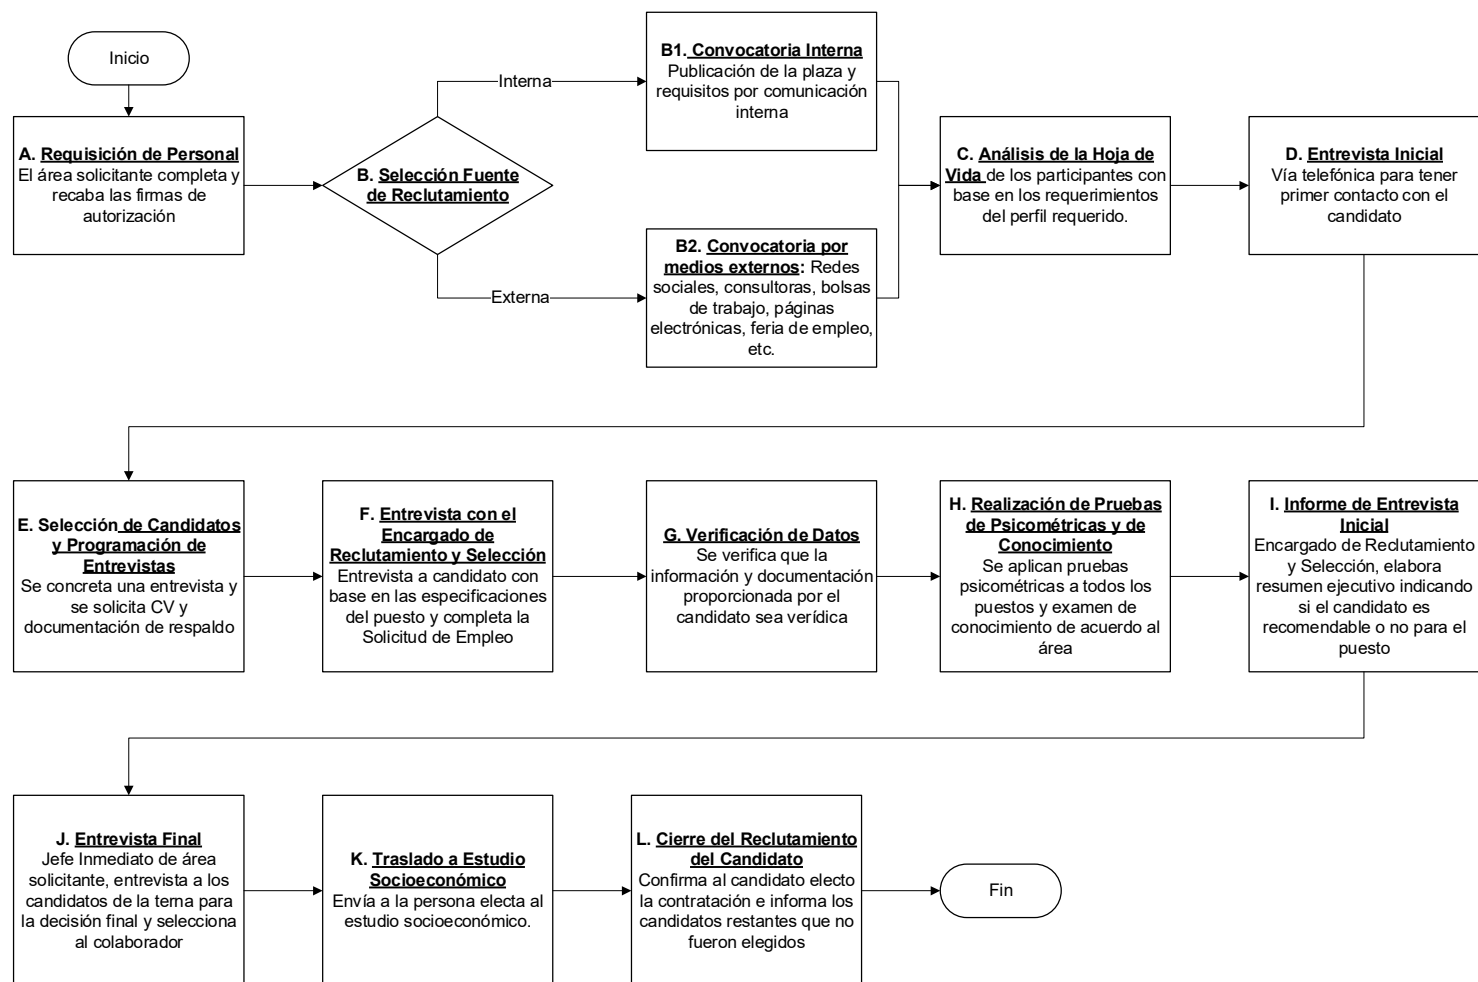 Inicio
A. Requisición de Personal
El área solicitante completa y
recaba las firmas de
autorización
B. Selección Fuente
de Reclutamiento
Interna
Externa
B1. Convocatoria Interna
Publicación de la plaza y
requisitos por comunicación
interna
B2. Convocatoria por
medios externos: Redes
sociales, consultoras, bolsas
de trabajo, páginas
electrónicas, feria de empleo,
etc.
C. Análisis de la Hoja de
Vida de los participantes con
base en los requerimientos
del perfil requerido.
D. Entrevista Inicial
Vía telefónica para tener
primer contacto con el
candidato
E. Selección de Candidatos
y Programación de
Entrevistas
Se concreta una entrevista y
se solicita CV y
documentación de respaldo
F. Entrevista con el
Encargado de
Reclutamiento y Selección
Entrevista a candidato con
base en las especificaciones
del puesto y completa la
Solicitud de Empleo
G. Verificación de Datos
Se verifica que la
información y documentación
proporcionada por el
candidato sea verídica
H. Realización de Pruebas
de Psicométricas y de
Conocimiento
Se aplican pruebas
psicométricas a todos los
puestos y examen de
conocimiento de acuerdo al
área
I. Informe de Entrevista
Inicial
Encargado de Reclutamiento
y Selección, elabora
resumen ejecutivo indicando
si el candidato es
recomendable o no para el
puesto
J. Entrevista Final
Jefe Inmediato de área
solicitante, entrevista a los
candidatos de la terna para
la decisión final y selecciona
al colaborador
K. Traslado a Estudio
Socioeconómico
Envía a la persona electa al
estudio socioeconómico.
L. Cierre del Reclutamiento
del Candidato
Confirma al candidato electo
la contratación e informa los
candidatos restantes que no
fueron elegidos
Fin